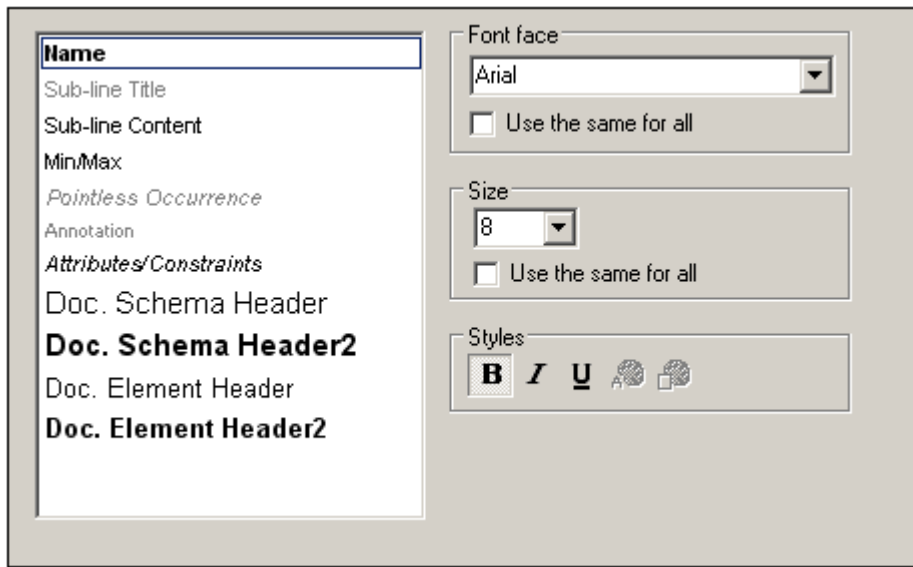 Name
Sub-line Title
Sub-line Content
Min/Max
Pointless Occurrence
Annotation
Attributes/Constraints
Doc. Schema Header
Doc. Schema Header2
Doc. Element Header
Doc. Element Header2
Font face
Arial
Use the same for all
Size
8
Use the same for all
Styles
B I U